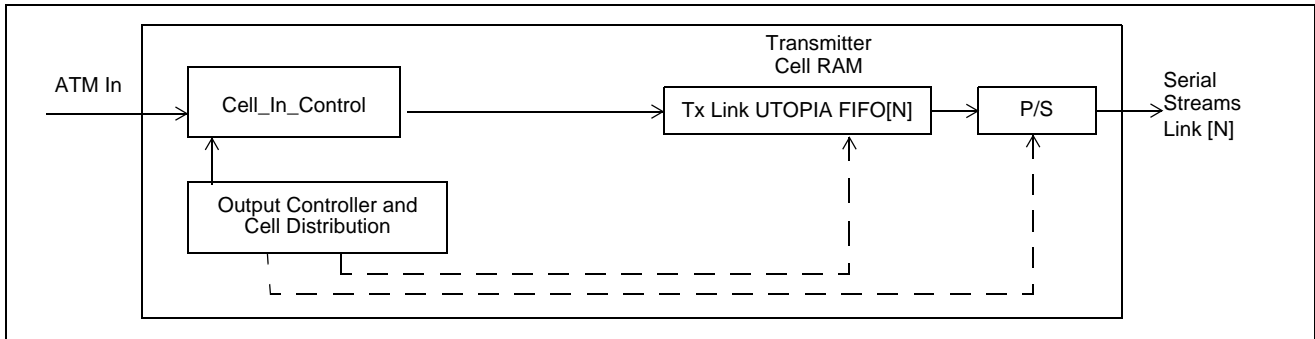 ATM In
Cell_In_Control
Transmitter
Cell RAM
Tx Link UTOPIA FIFO[N]
P/S
Serial
Streams
Link [N]
Output Controller and
Cell Distribution